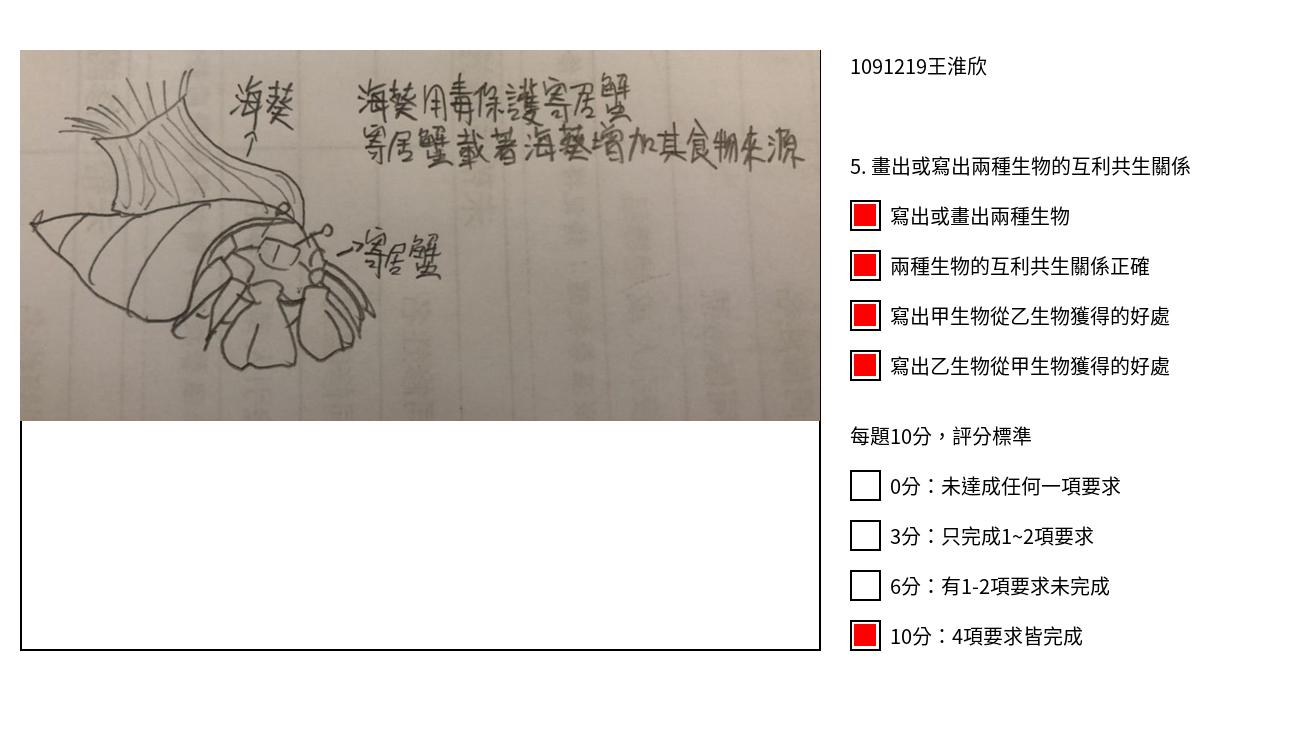 海葵
海葵用毒保護寄居蟹
寄居蟹載著海葵增加其食物來源
寄居蟹
1091219王淮欣
5. 畫出或寫出兩種生物的互利共生關係
寫出或畫出兩種生物
兩種生物的互利共生關係正確
寫出甲生物從乙生物獲得的好處
寫出乙生物從甲生物獲得的好處
每題10分，評分標準
0分：未達成任何一項要求
3分：只完成1~2項要求
6分：有1-2項要求未完成
10分：4項要求皆完成